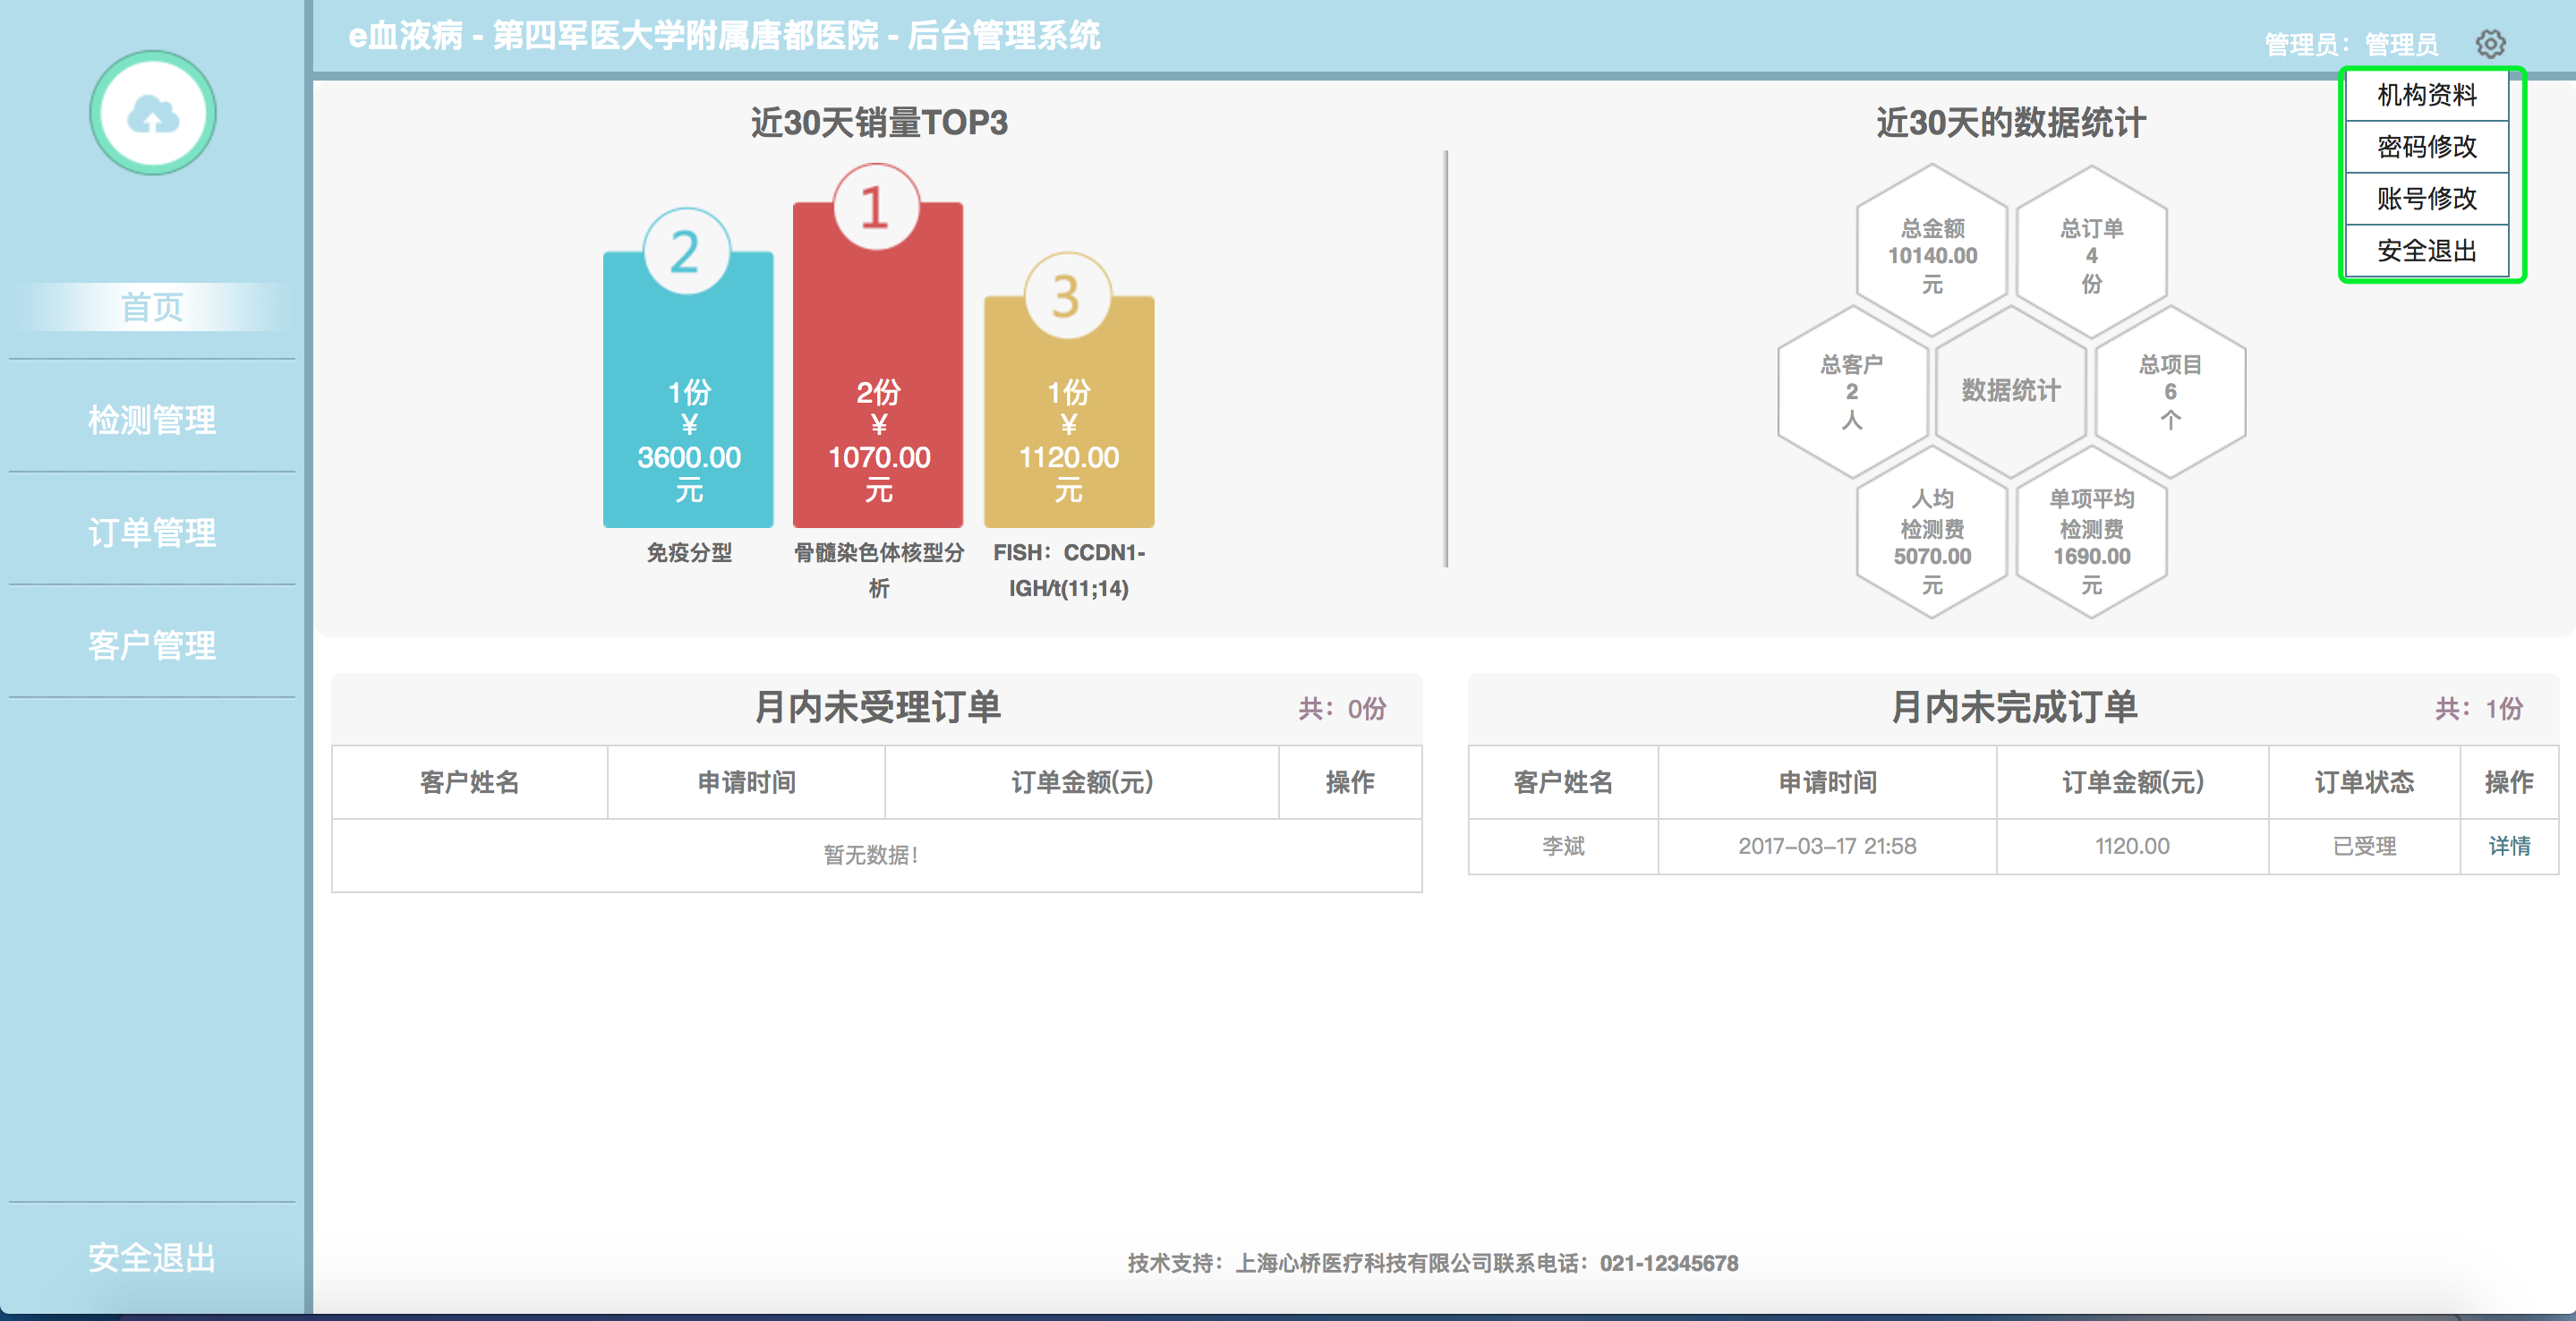 e血液病 - 第四军医大学附属唐都医院 - 后台管理系统
管理员：管理员
机构资料
密码修改
账号修改
安全退出
首页
检测管理
订单管理
客户管理
安全退出
近30天销量TOP3
2
1份
¥
3600.00
元
免疫分型
1
2份
¥
1070.00
元
骨髓染色体核型分
析
3
1份
¥
1120.00
元
FISH：CCDN1-
IGH/t(11;14)
近30天的数据统计
总金额
10140.00
元
总订单
4
份
总客户
2
人
数据统计
总项目
6
个
人均
检测费
5070.00
元
单项平均
检测费
1690.00
元
月内未受理订单 共：0份
客户姓名 申请时间 订单金额(元) 操作
暂无数据!
月内未完成订单 共：1份
客户姓名 申请时间 订单金额(元) 订单状态 操作
李斌 2017-03-17 21:58 1120.00 已受理 详情
技术支持：上海心桥医疗科技有限公司联系电话：021-12345678